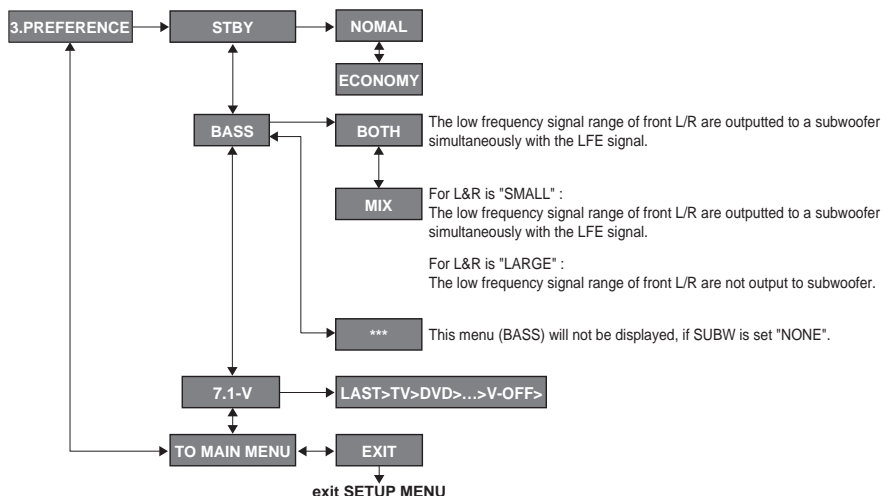 3.PREFERENCE
STBY
NOMAL
ECONOMY
BASS
BOTH
The low frequency signal range of front L/R are outputted to a subwoofer
simultaneously with the LFE signal.
MIX
For L&R is "SMALL" :
The low frequency signal range of front L/R are outputted to a subwoofer
simultaneously with the LFE signal.
For L&R is "LARGE" :
The low frequency signal range of front L/R are not output to subwoofer.
***
This menu (BASS) will not be displayed, if SUBW is set "NONE".
7.1-V
LAST>TV>DVD>...>V-OFF>
TO MAIN MENU
EXIT
exit SETUP MENU